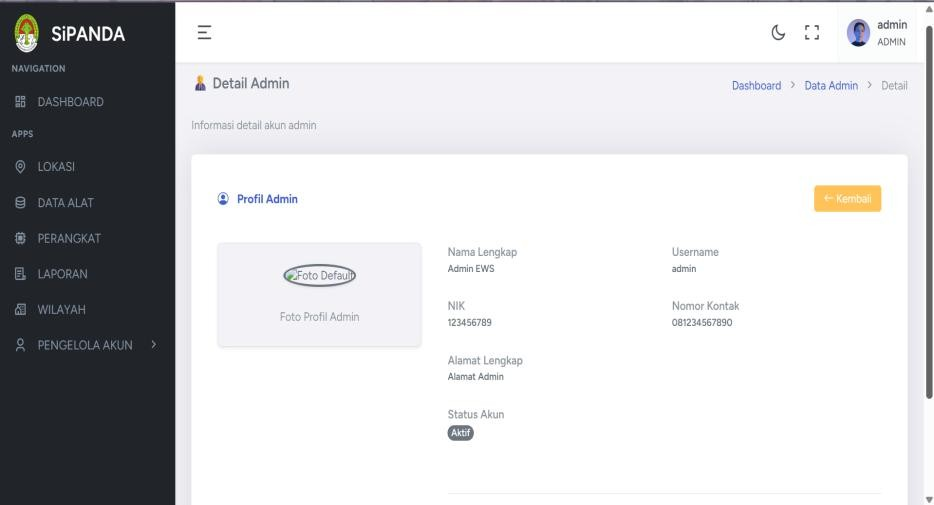 SiPANDA
admin
ADMIN
NAVIGATION
DASHBOARD
APPS
LOKASI
DATA ALAT
PERANGKAT
LAPORAN
WILAYAH
PENGELOLA AKUN
Detail Admin
Dashboard > Data Admin > Detail
Informasi detail akun admin
Profil Admin
← Kembali
Foto Default
Foto Profil Admin
Nama Lengkap
Admin EWS
Username
admin
NIK
123456789
Nomor Kontak
081234567890
Alamat Lengkap
Alamat Admin
Status Akun
Aktif